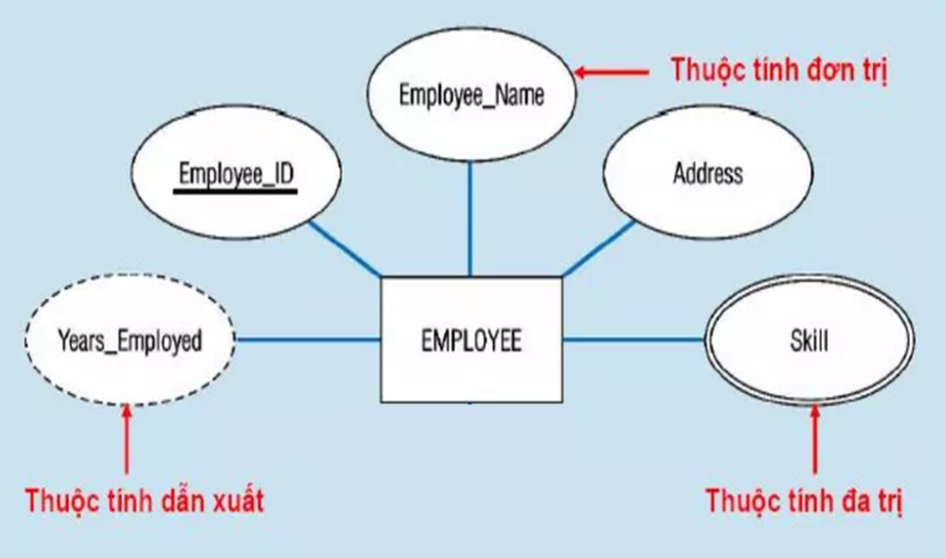 Thuộc tính đơn trị
Employee_Name
Employee_ID
Address
Years_Employed
EMPLOYEE
Skill
Thuộc tính dẫn xuất
Thuộc tính đa trị